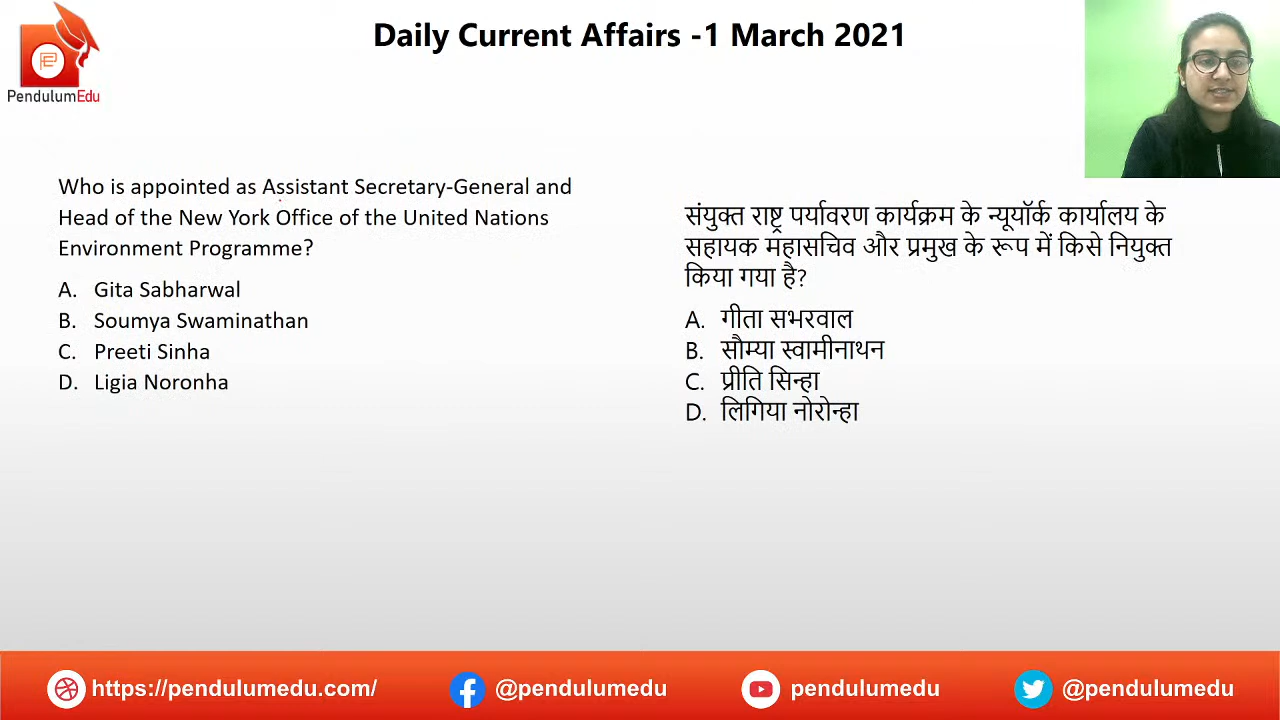 Daily Current Affairs -1 March 2021
PendulumEdu
Who is appointed as Assistant Secretary-General and
Head of the New York Office of the United Nations
Environment Programme?
A. Gita Sabharwal
B. Soumya Swaminathan
C. Preeti Sinha
D. Ligia Noronha
संयुक्त राष्ट्र पर्यावरण कार्यक्रम के न्यूयॉर्क कार्यालय के
सहायक महासचिव और प्रमुख के रूप में किसे नियुक्त
किया गया है?
A. गीता सभरवाल
B. सौम्या स्वामीनाथन
C. प्रीति सिन्हा
D. लिगिया नोरोन्हा
https://pendulumedu.com/ @pendulumedu pendulumedu @pendulumedu